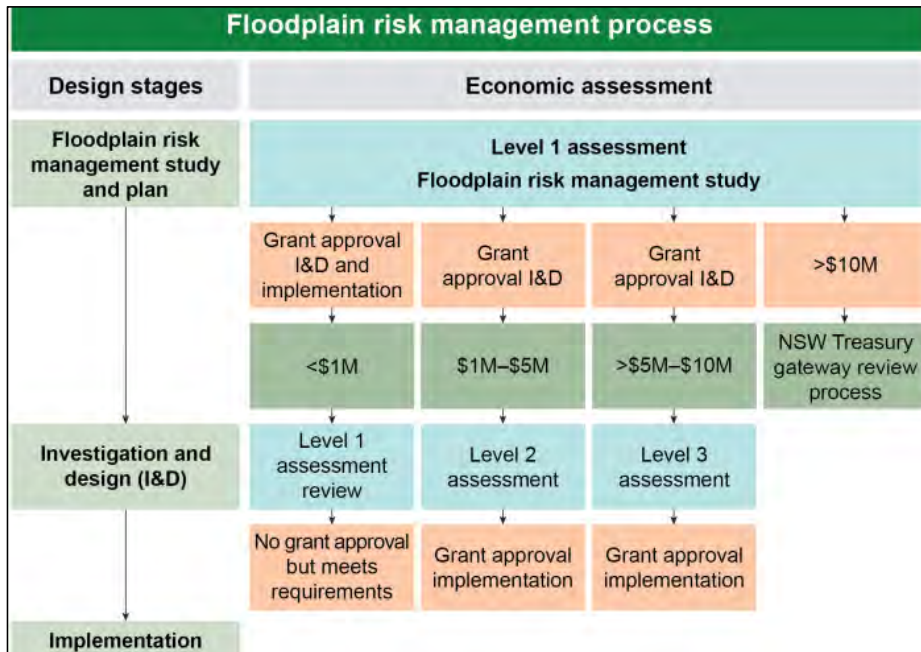 Floodplain risk management process
Design stages
Economic assessment
Floodplain risk
management study
and plan
Level 1 assessment
Floodplain risk management study
Grant approval
I&D and
implementation
Grant
approval I&D
Grant
approval I&D
>$10M
<$1M
$1M–$5M
>$5M–$10M
NSW Treasury
gateway review
process
Investigation and
design (I&D)
Level 1
assessment
review
Level 2
assessment
Level 3
assessment
No grant approval
but meets
requirements
Grant approval
implementation
Grant approval
implementation
Implementation